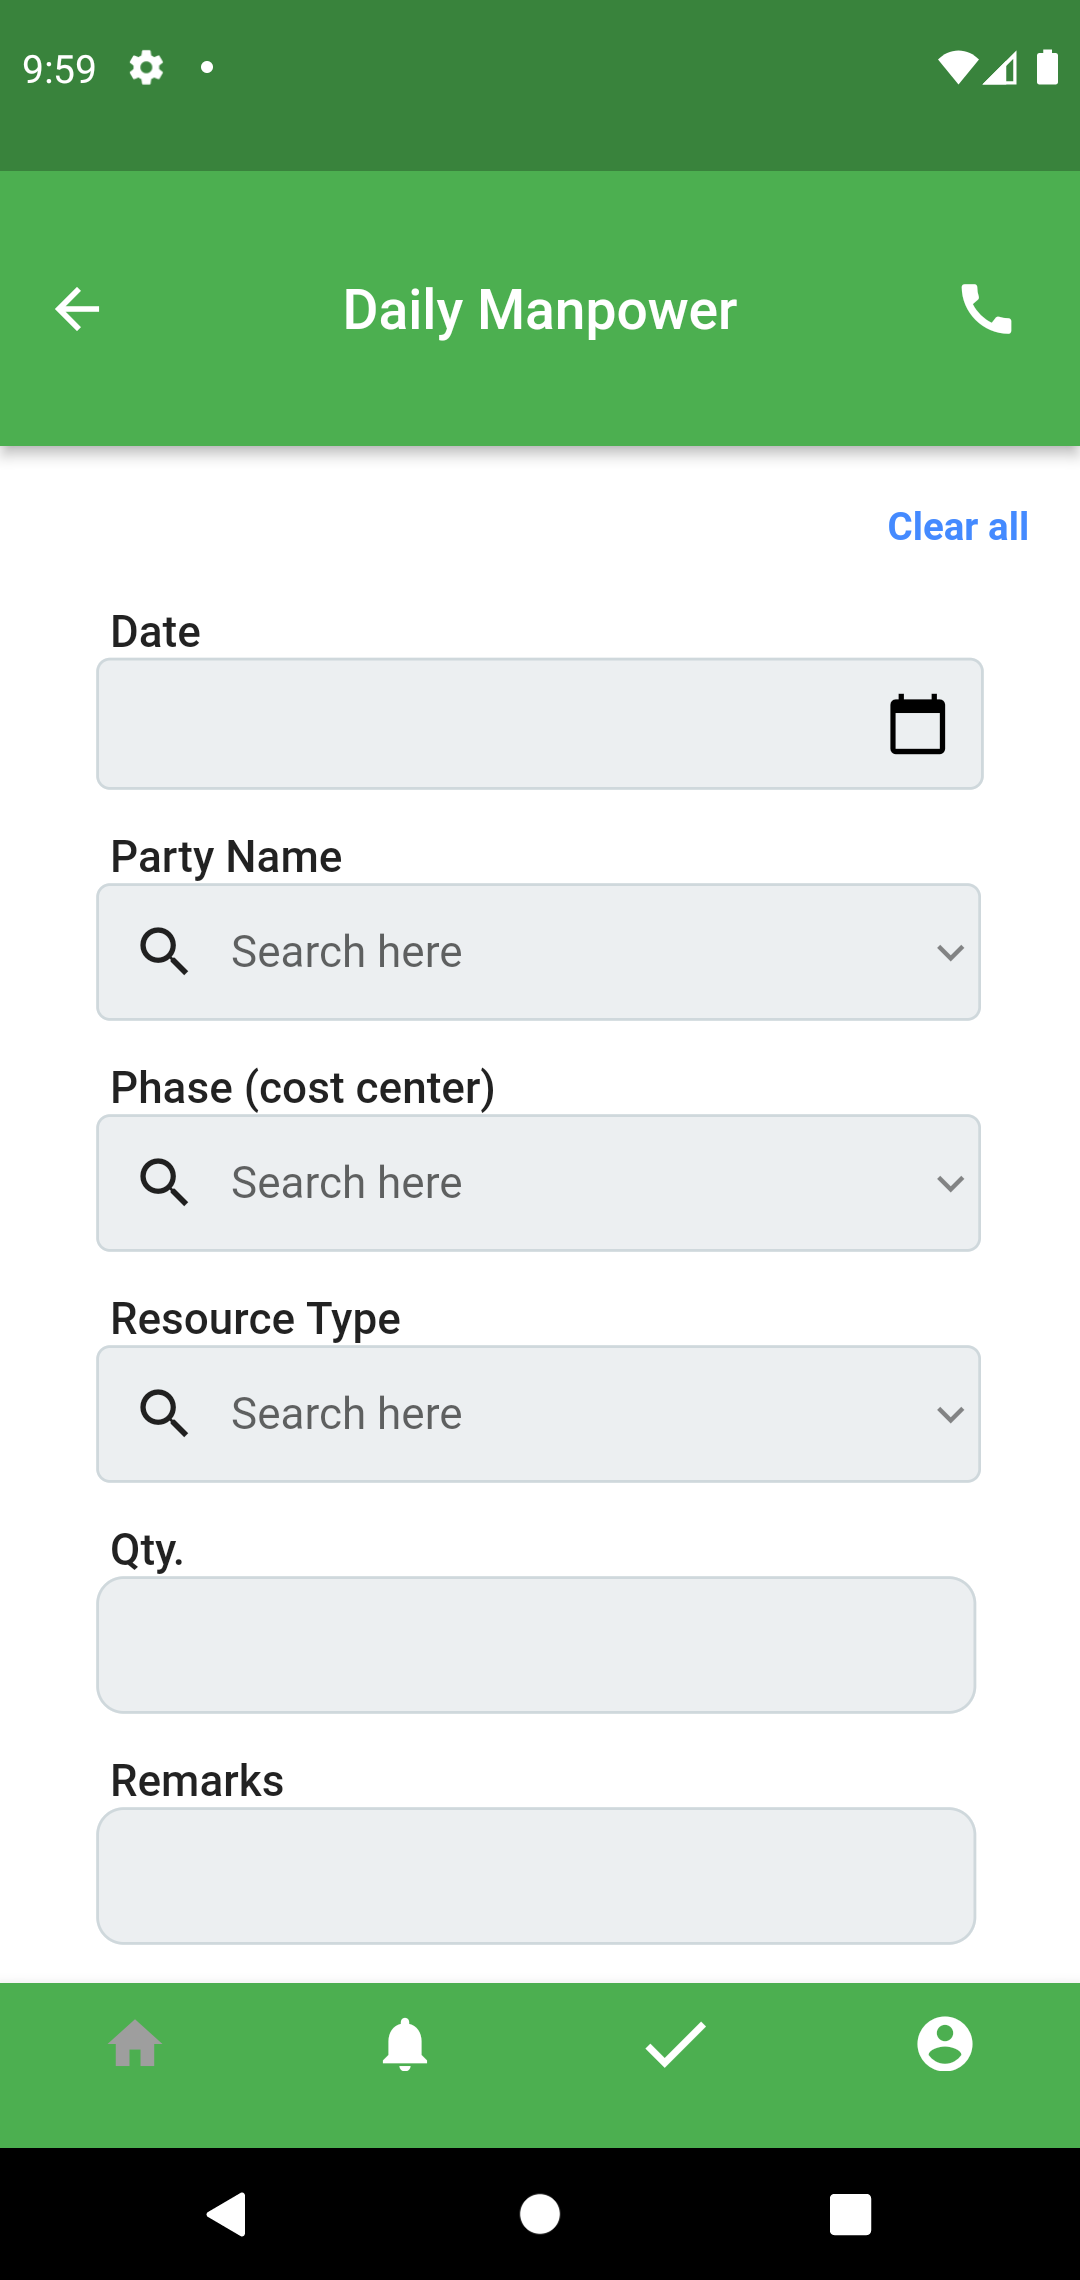 9:59
Daily Manpower
Clear all
Date
Party Name
Search here
Phase (cost center)
Search here
Resource Type
Search here
Qty.
Remarks